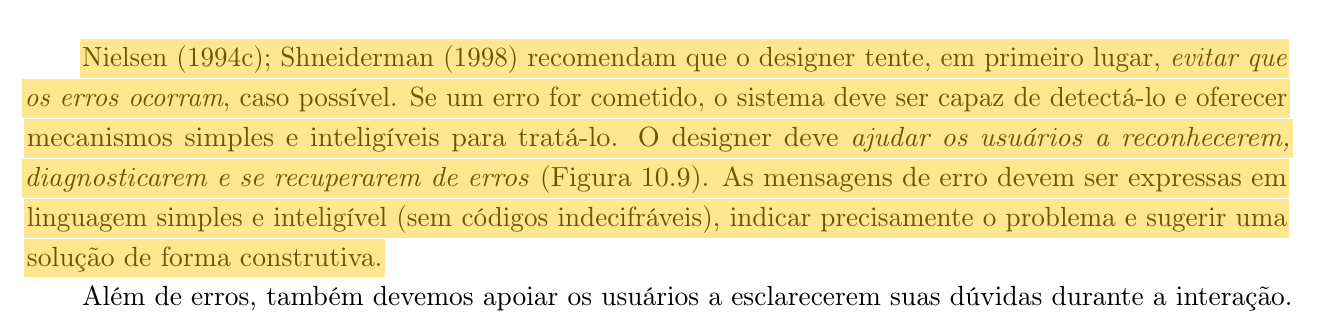 Nielsen (1994c); Shneiderman (1998) recomendam que o designer tente, em primeiro lugar, evitar que
os erros ocorram, caso possível. Se um erro for cometido, o sistema deve ser capaz de detectá-lo e oferecer
mecanismos simples e inteligíveis para tratá-lo. O designer deve ajudar os usuários a reconhecerem,
diagnosticarem e se recuperarem de erros (Figura 10.9). As mensagens de erro devem ser expressas em
linguagem simples e inteligível (sem códigos indecifráveis), indicar precisamente o problema e sugerir uma
solução de forma construtiva.
Além de erros, também devemos apoiar os usuários a esclarecerem suas dúvidas durante a interação.